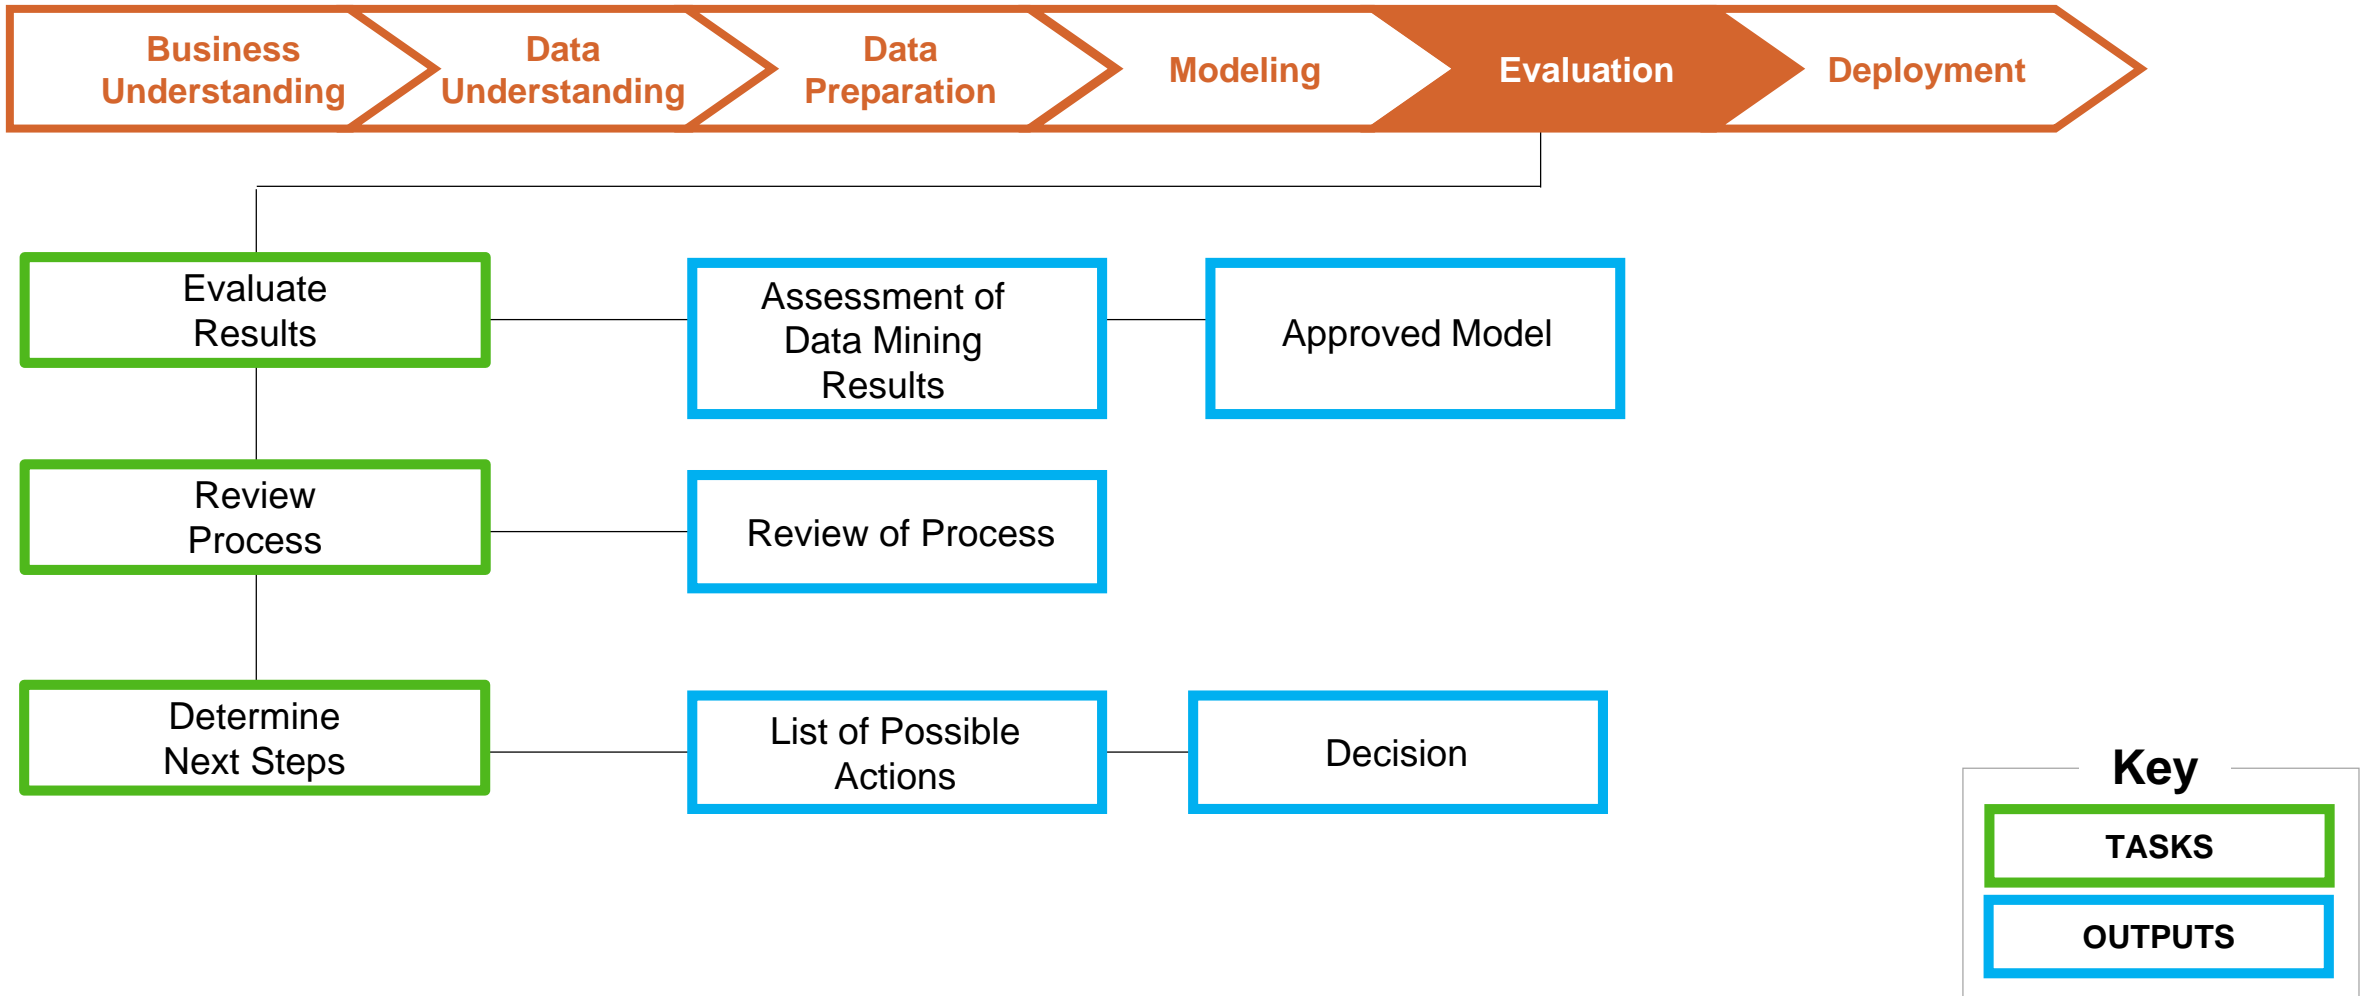 Business
Understanding
Data
Understanding
Data
Preparation
Modeling
Evaluation
Deployment
Evaluate
Results
Assessment of
Data Mining
Results
Approved Model
Review
Process
Review of Process
Determine
Next Steps
List of Possible
Actions
Decision
Key
TASKS
OUTPUTS